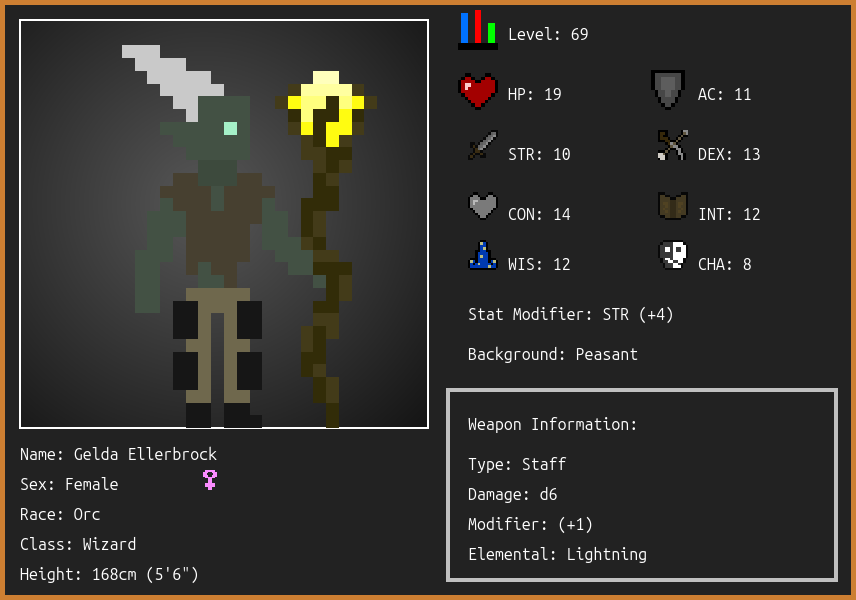 Level: 69
HP: 19
AC: 11
STR: 10
DEX: 13
CON: 14
INT: 12
WIS: 12
CHA: 8
Stat Modifier: STR (+4)
Background: Peasant
Name: Gelda Ellerbrock
Sex: Female
Race: Orc
Class: Wizard
Height: 168cm (5'6")
Weapon Information:
Type: Staff
Damage: d6
Modifier: (+1)
Elemental: Lightning